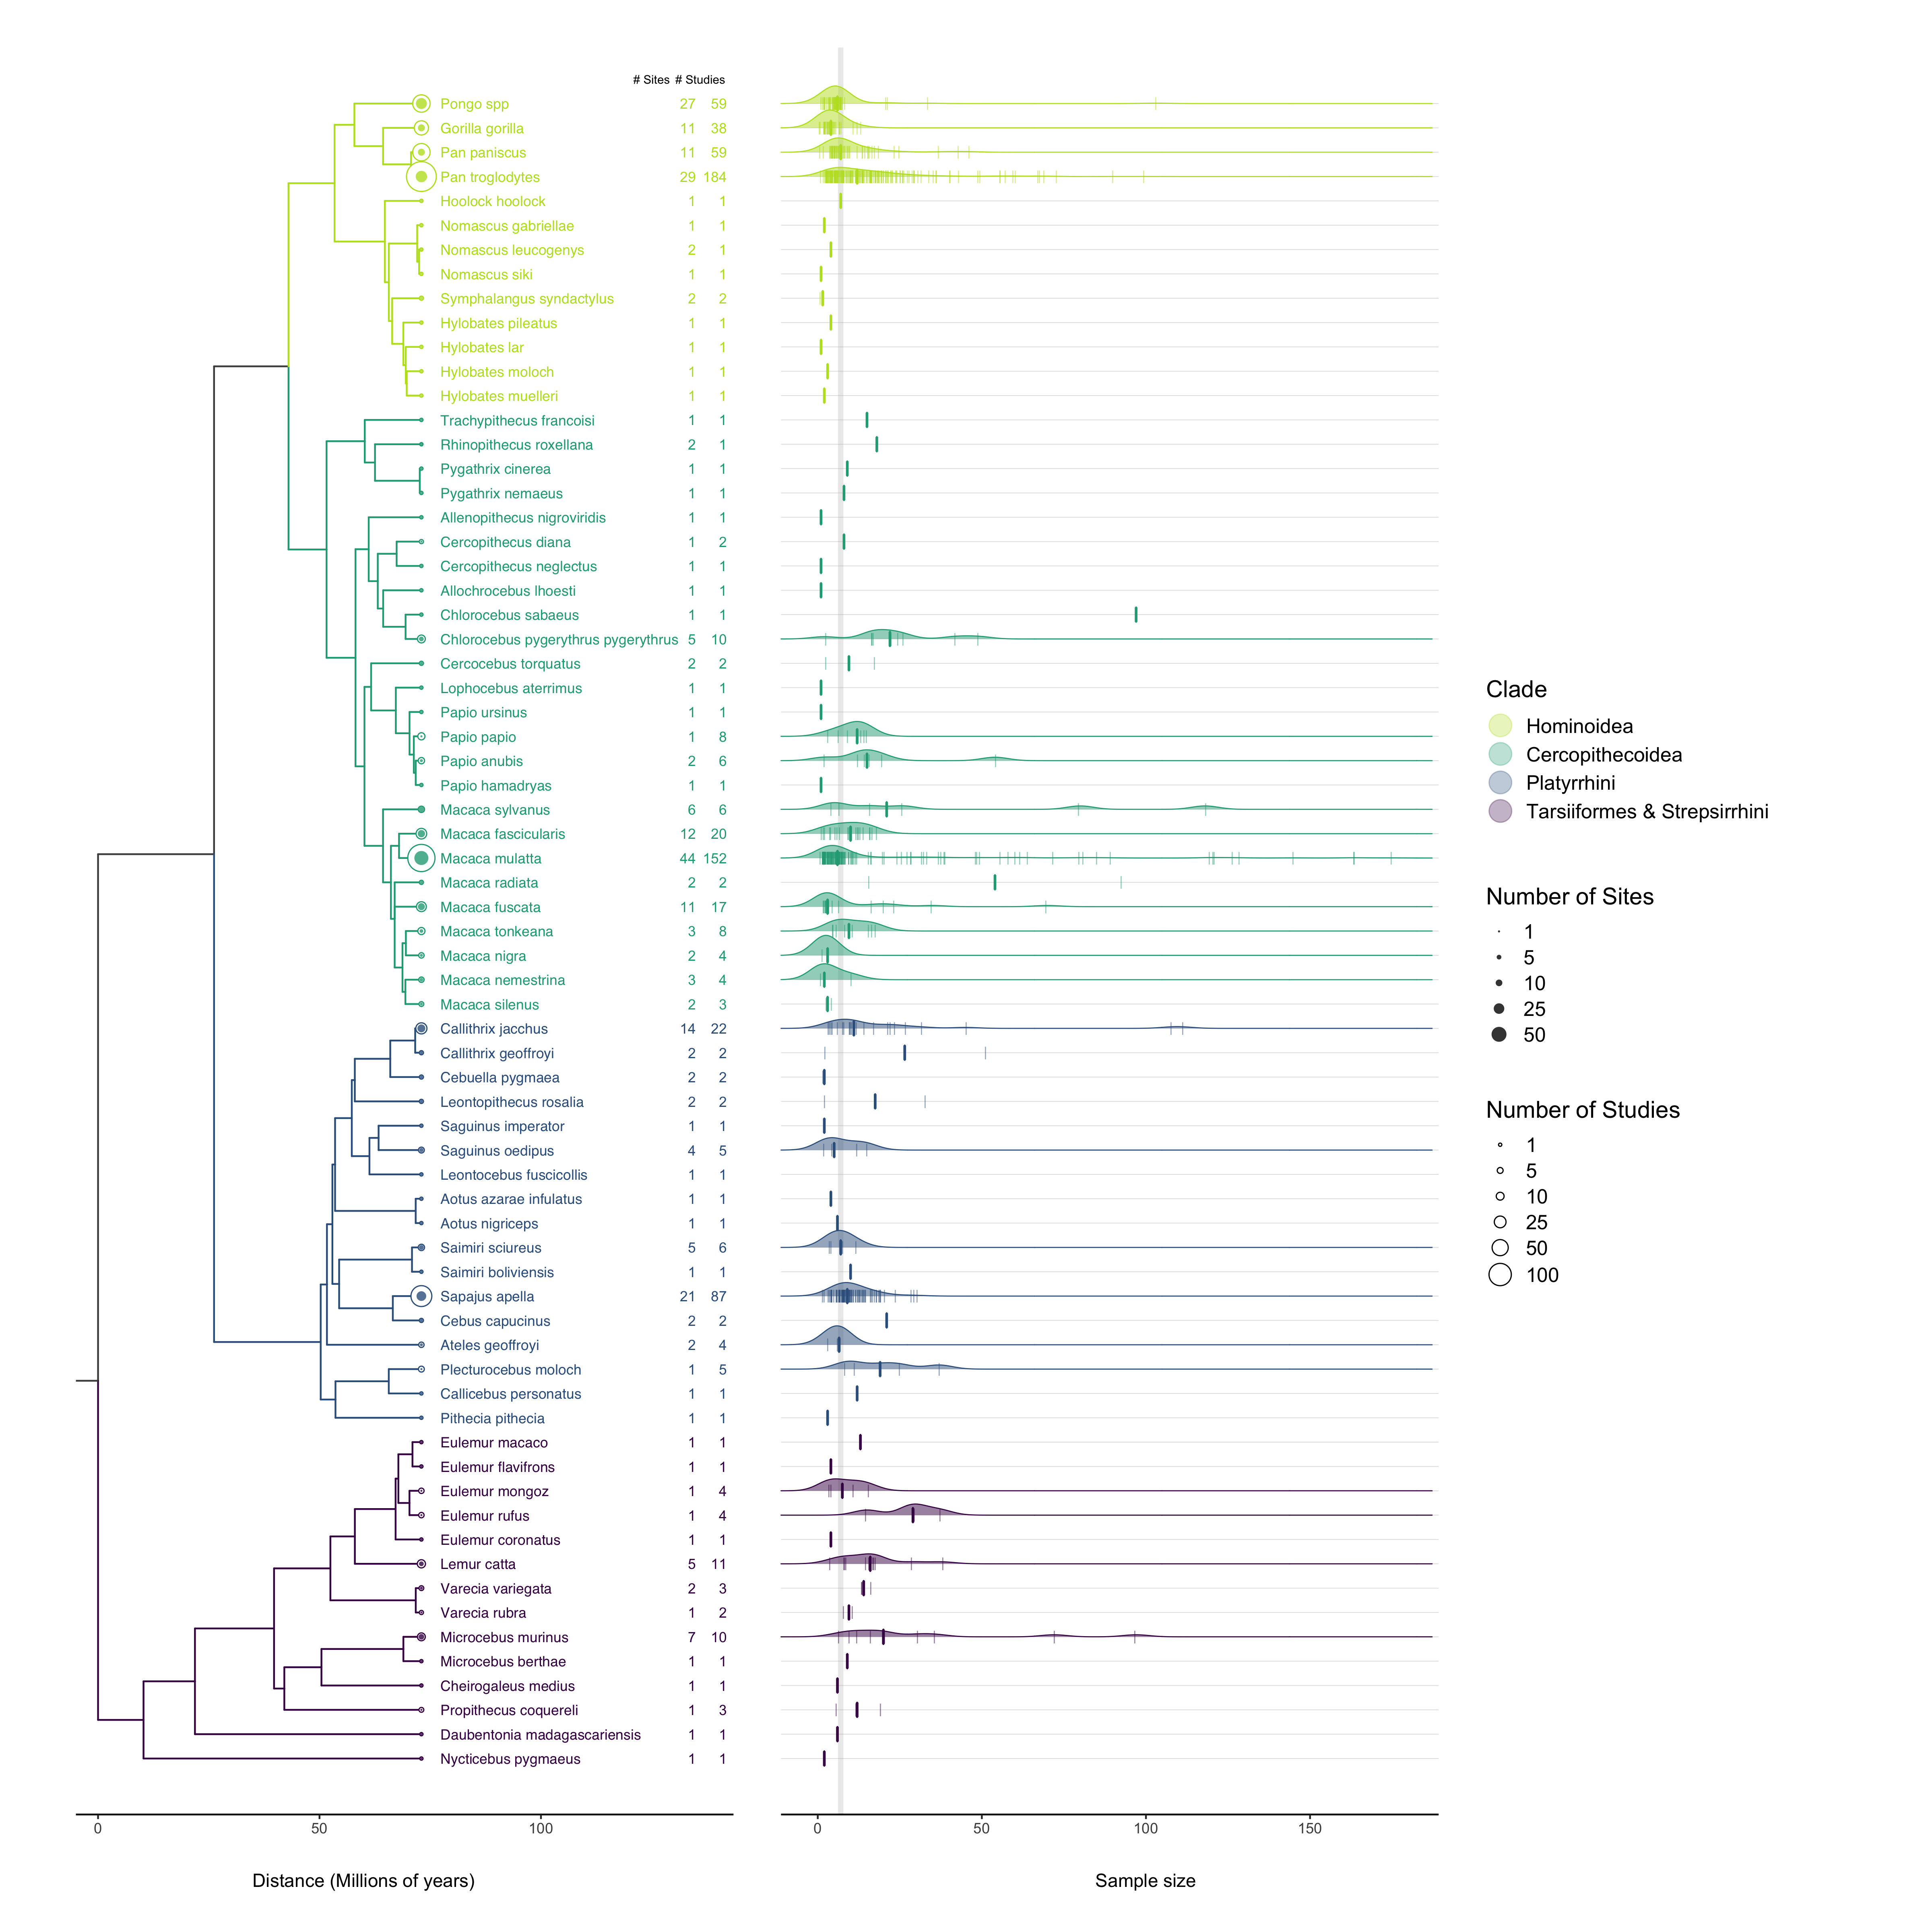 # Sites # Studies
Pongo spp 27 59
Gorilla gorilla 11 38
Pan paniscus 11 59
Pan troglodytes 29 184
Hoolock hoolock 1 1
Nomascus gabriellae 1 1
Nomascus leucogenys 2 1
Nomascus siki 1 1
Symphalangus syndactylus 2 2
Hylobates pileatus 1 1
Hylobates lar 1 1
Hylobates moloch 1 1
Hylobates muelleri 1 1
Trachypithecus francoisi 1 1
Rhinopithecus roxellana 2 1
Pygathrix cinerea 1 1
Pygathrix nemaeus 1 1
Allenopithecus nigroviridis 1 1
Cercopithecus diana 1 2
Cercopithecus neglectus 1 1
Allochrocebus lhoesti 1 1
Chlorocebus sabaeus 1 1
Chlorocebus pygerythrus pygerythrus 5 10
Cercocebus torquatus 2 2
Lophocebus aterrimus 1 1
Papio ursinus 1 1
Papio papio 1 8
Papio anubis 2 6
Papio hamadryas 1 1
Macaca sylvanus 6 6
Macaca fascicularis 12 20
Macaca mulatta 44 152
Macaca radiata 2 2
Macaca fuscata 11 17
Macaca tonkeana 3 8
Macaca nigra 2 4
Macaca nemestrina 3 4
Macaca silenus 2 3
Callithrix jacchus 14 22
Callithrix geoffroyi 2 2
Cebuella pygmaea 2 2
Leontopithecus rosalia 2 2
Saguinus imperator 1 1
Saguinus oedipus 4 5
Leontocebus fuscicollis 1 1
Aotus azarae infulatus 1 1
Aotus nigriceps 1 1
Saimiri sciureus 5 6
Saimiri boliviensis 1 1
Sapajus apella 21 87
Cebus capucinus 2 2
Ateles geoffroyi 2 4
Plecturocebus moloch 1 5
Callicebus personatus 1 1
Pithecia pithecia 1 1
Eulemur macaco 1 1
Eulemur flavifrons 1 1
Eulemur mongoz 1 4
Eulemur rufus 1 4
Eulemur coronatus 1 1
Lemur catta 5 11
Varecia variegata 2 3
Varecia rubra 1 2
Microcebus murinus 7 10
Microcebus berthae 1 1
Cheirogaleus medius 1 1
Propithecus coquereli 1 3
Daubentonia madagascariensis 1 1
Nycticebus pygmaeus 1 1
0 50 100
Distance (Millions of years)
0 50 100 150
Sample size
Clade
Hominoidea
Cercopithecoidea
Platyrrhini
Tarsiiformes & Strepsirrhini
Number of Sites
1
5
10
25
50
Number of Studies
1
5
10
25
50
100